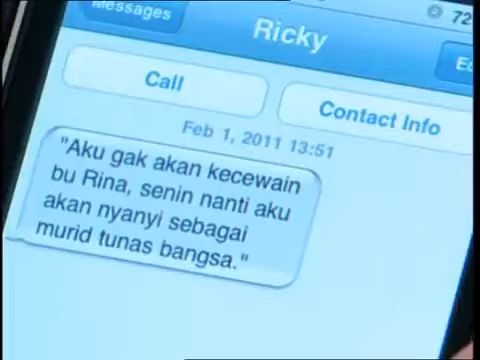 Messages
72
Ricky
Call
Contact Info
Feb 1, 2011 13:51
"Aku gak akan kecewain
bu Rina, senin nanti aku
akan nyanyi sebagai
murid tunas bangsa."